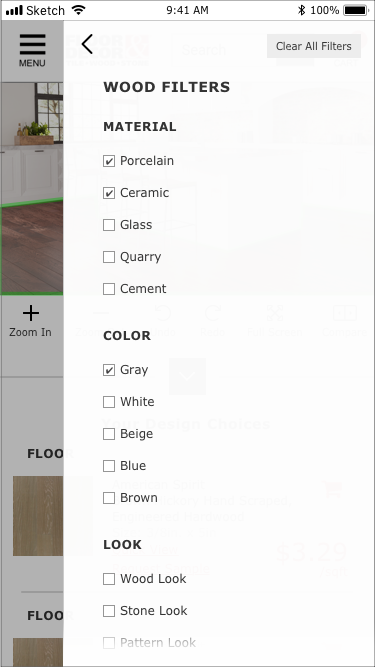 Sketch 9:41 AM 100%
Clear All Filters
MENU
WOOD FILTERS
MATERIAL
Porcelain
Ceramic
Glass
Quarry
Cement
Zoom In
COLOR
Gray
White
Beige
Blue
Brown
FLOO
LOOK
Wood Look
Stone Look
FLOO
Pattern Look